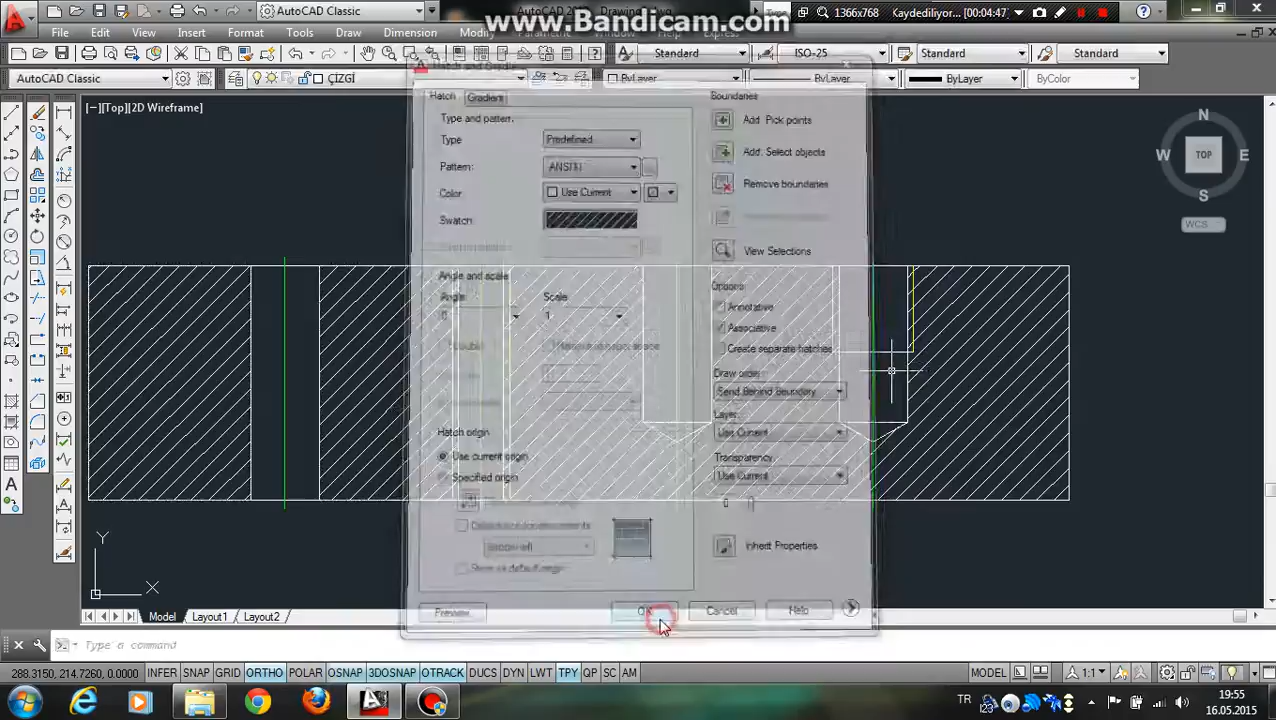 www.Bandicam.com
AutoCAD Classic
1366x768
Kaydediliyor... [00:04:47]
File Edit View Insert Format Tools Draw Dimension Modify
Standard ISO-25 Standard Standard
AutoCAD Classic ÇİZGİ ByLayer ByLayer ByLayer ByColor
[−][Top][2D Wireframe]
Hatch Gradient
Type and pattern
Type Predefined
Pattern: ANSI31
Color Use Current
Swatch:
Angle and scale
Angle: Scale
0 1
Hatch origin
Use current origin
Specified origin
Preview
Boundaries
Add: Pick points
Add: Select objects
Remove boundaries
View Selections
Options
Annotative
Associative
Create separate hatches
Draw order:
Send Behind Boundary
Layer:
Use Current
Transparency
Use Current
0
Inherit Properties
OK Cancel Help
N
W TOP E
S
WCS
Y
X
Model Layout1 Layout2
Type a command
288.3150, 214.7260, 0.0000 INFER SNAP GRID ORTHO POLAR OSNAP 3DOSNAP OTRACK DUCS DYN LWT TPY QP SC AM MODEL 1:1
TR
19:55
16.05.2015